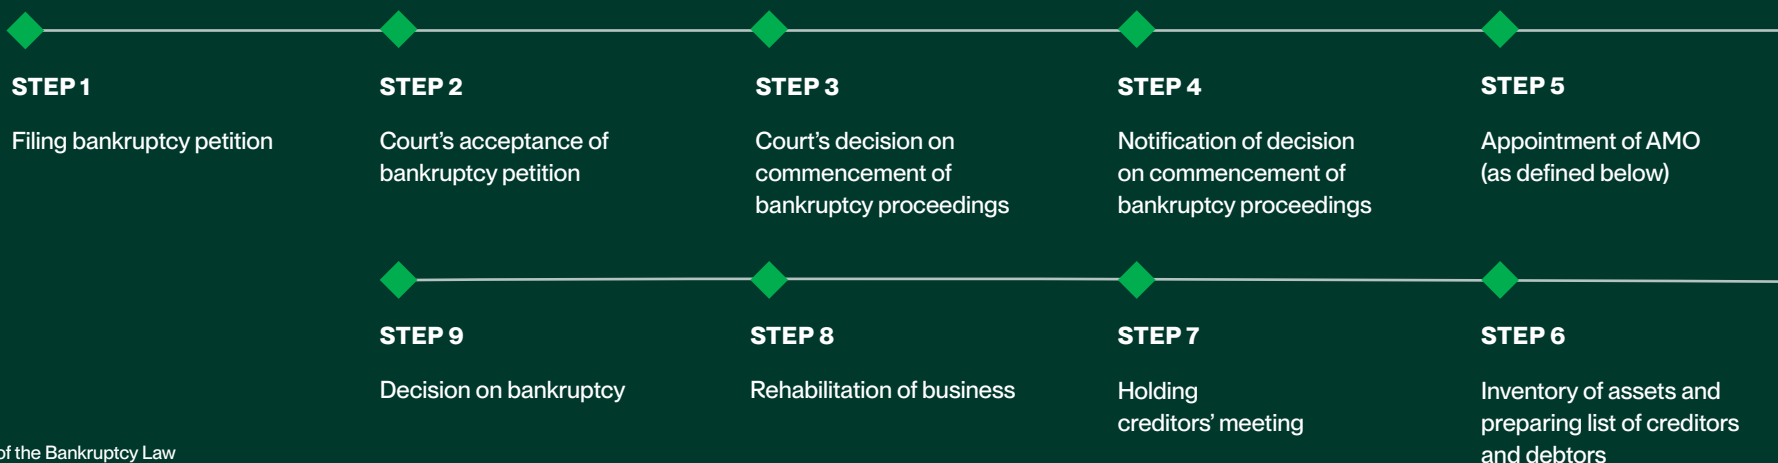 STEP 1
Filing bankruptcy petition
STEP 2
Court’s acceptance of
bankruptcy petition
STEP 3
Court’s decision on
commencement of
bankruptcy proceedings
STEP 4
Notification of decision
on commencement of
bankruptcy proceedings
STEP 5
Appointment of AMO
(as defined below)
STEP 9
Decision on bankruptcy
STEP 8
Rehabilitation of business
STEP 7
Holding
creditors’ meeting
STEP 6
Inventory of assets and
preparing list of creditors
and debtors
of the Bankruptcy Law